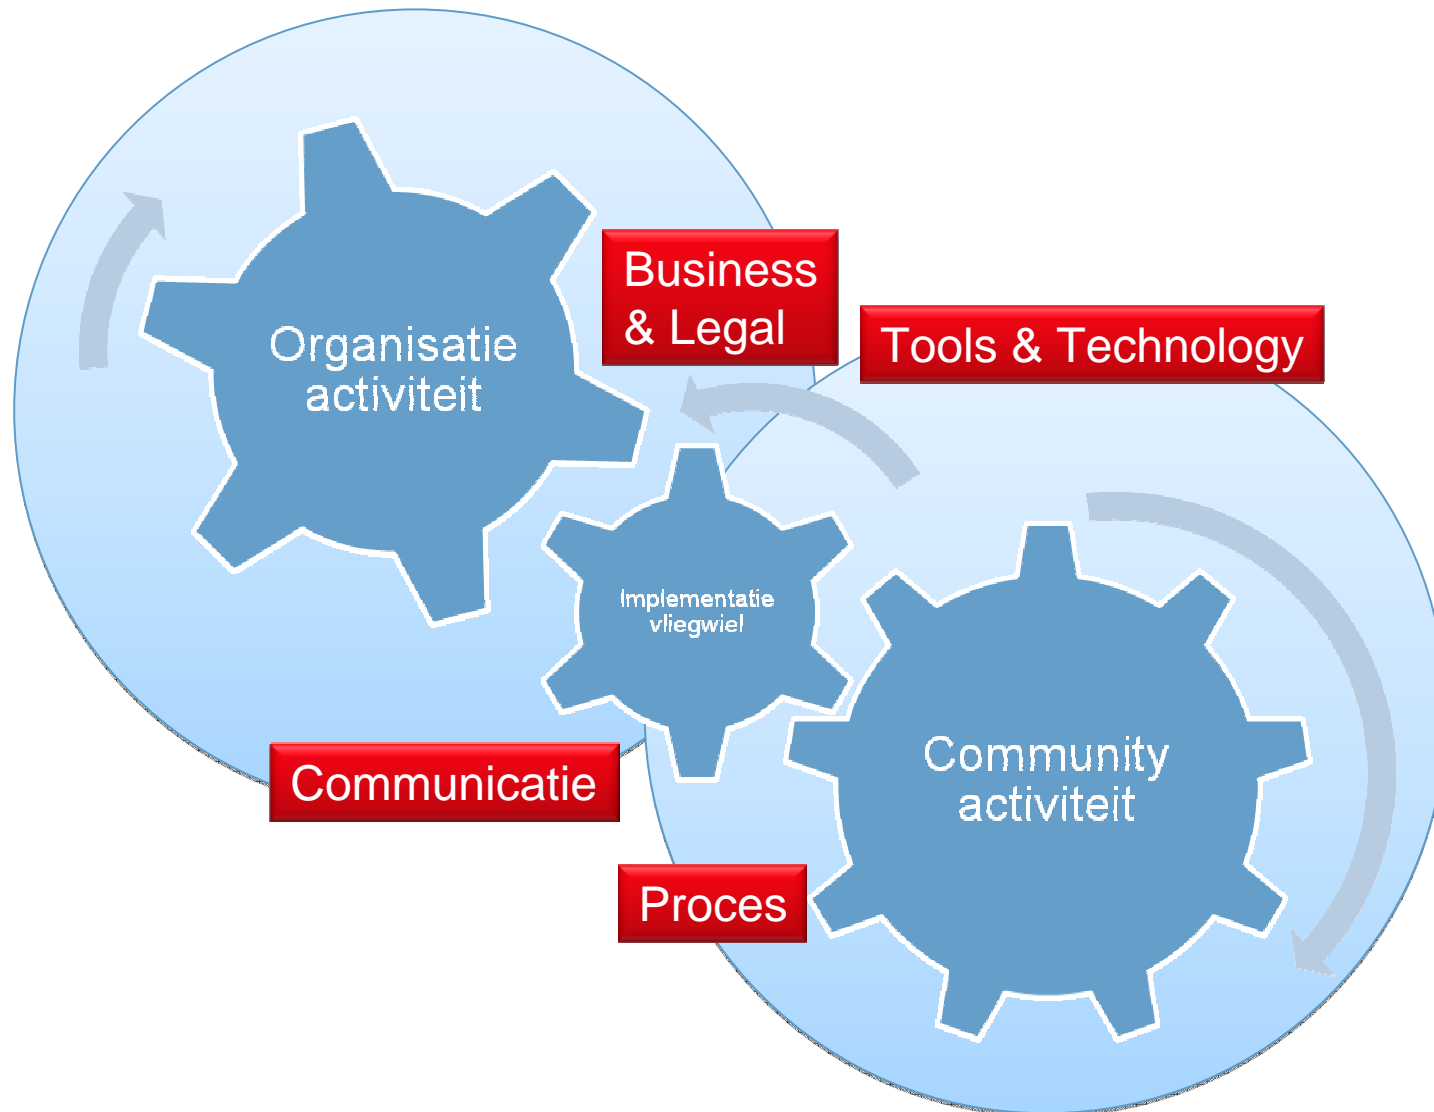 Business
& Legal
Tools & Technology
Organisatie
activiteit
Implementatie
vliegwiel
Community
activiteit
Communicatie
Proces